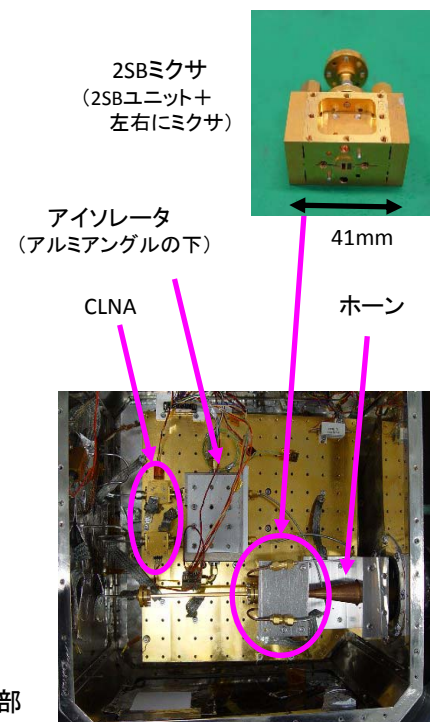 2SBミクサ
（2SBユニット＋
左右にミクサ）
41mm
アイソレータ
（アルミアングルの下）
CLNA
ホーン
部